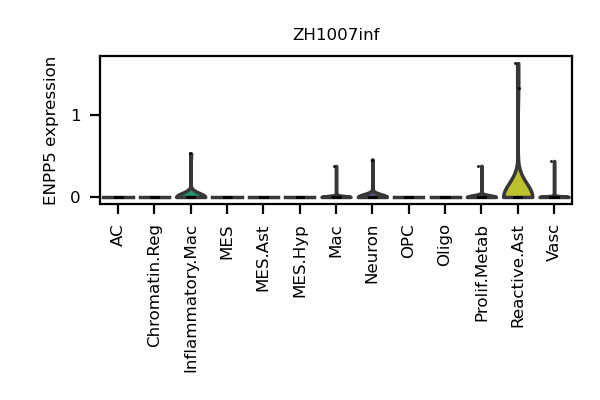 ZH1007inf
ENPP5 expression
1
0
AC
Chromatin.Reg
Inflammatory.Mac
MES
MES.Ast
MES.Hyp
Mac
Neuron
OPC
Oligo
Prolif.Metab
Reactive.Ast
Vasc